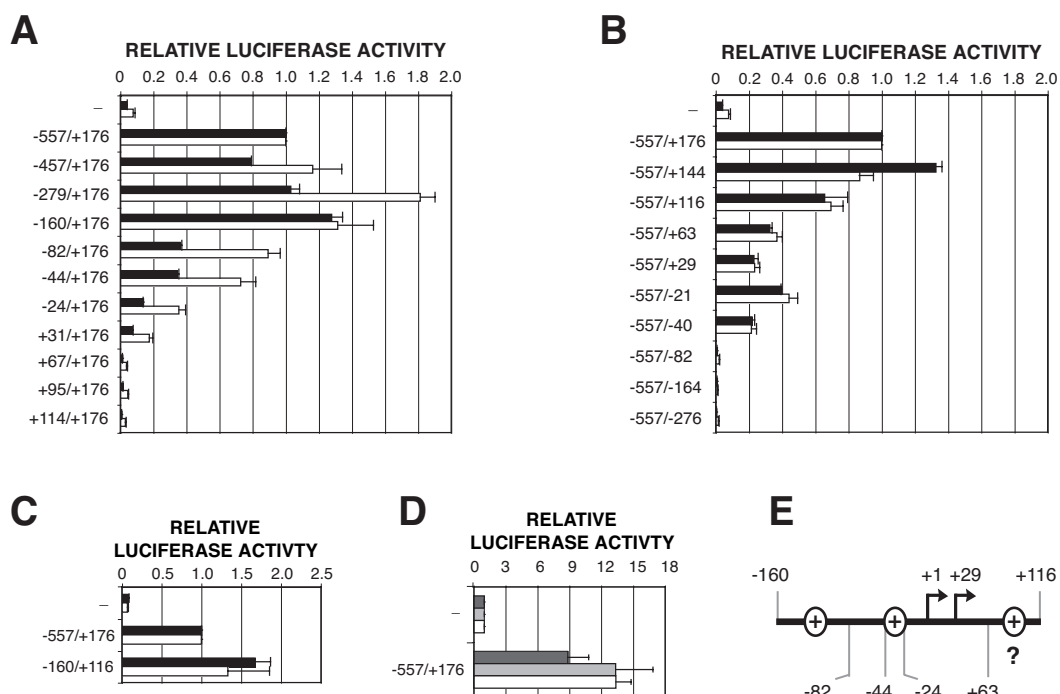 A
RELATIVE LUCIFERASE ACTIVITY
0 0.2 0.4 0.6 0.8 1.0 1.2 1.4 1.6 1.8 2.0
–
-557/+176
-457/+176
-279/+176
-160/+176
-82/+176
-44/+176
-24/+176
+31/+176
+67/+176
+95/+176
+114/+176
B
RELATIVE LUCIFERASE ACTIVITY
0 0.2 0.4 0.6 0.8 1.0 1.2 1.4 1.6 1.8 2.0
–
-557/+176
-557/+144
-557/+116
-557/+63
-557/+29
-557/-21
-557/-40
-557/-82
-557/-164
-557/-276
C
RELATIVE
LUCIFERASE ACTIVTY
0 0.5 1.0 1.5 2.0 2.5
–
-557/+176
-160/+116
D
RELATIVE
LUCIFERASE ACTIVTY
0 3 6 9 12 15 18
–
-557/+176
E
-160 +1 +29 +116
+ + +
?
-82 -44 -24 +63